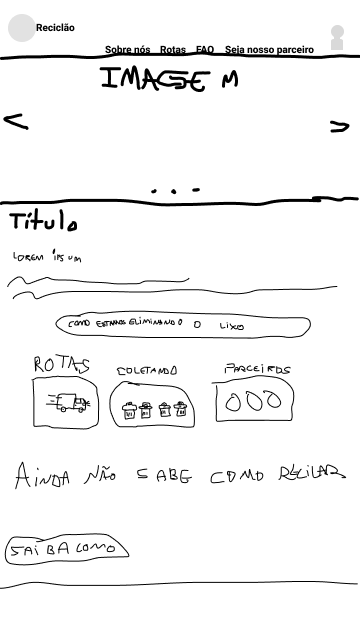 Reciclão
Sobre nós Rotas FAQ Seja nosso parceiro
IMAGEM
Título
LOREM IPSUM
COMO ESTAMOS ELIMINANDO O LIXO
ROTAS COLETANDO PARCEIROS
AINDA NÃO SABE COMO RECILAR
SAIBA COMO